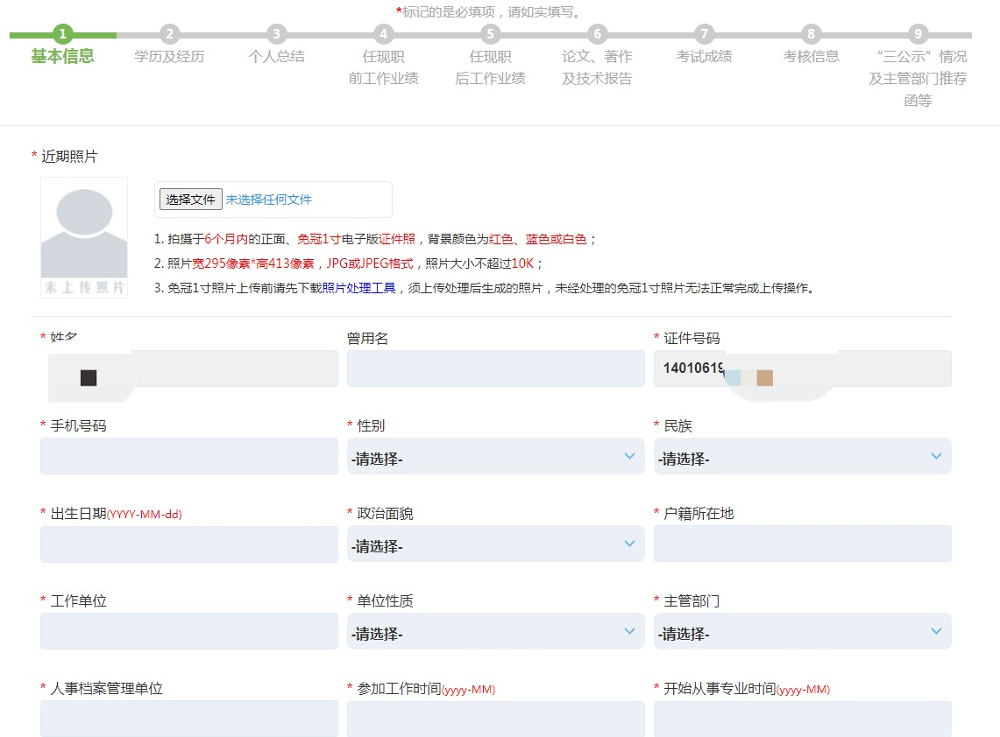 *标记的是必填项，请如实填写。
1 2 3 4 5 6 7 8 9
基本信息 学历及经历 个人总结 任现职 任现职 论文、著作 考试成绩 考核信息 “三公示”情况
前工作业绩 后工作业绩 及技术报告 及主管部门推荐
函等
* 近期照片
选择文件 未选择任何文件
未上传照片
1. 拍摄于6个月内的正面、免冠1寸电子版证件照，背景颜色为红色、蓝色或白色；
2. 照片宽295像素*高413像素，JPG或JPEG格式，照片大小不超过10K；
3. 免冠1寸照片上传前请先下载照片处理工具，须上传处理后生成的照片，未经处理的免冠1寸照片无法正常完成上传操作。
* 姓名 曾用名 * 证件号码
14010619
* 手机号码 * 性别 * 民族
-请选择- -请选择-
* 出生日期(YYYY-MM-dd) * 政治面貌 * 户籍所在地
-请选择-
* 工作单位 * 单位性质 * 主管部门
-请选择- -请选择-
* 人事档案管理单位 * 参加工作时间(yyyy-MM) * 开始从事专业时间(yyyy-MM)